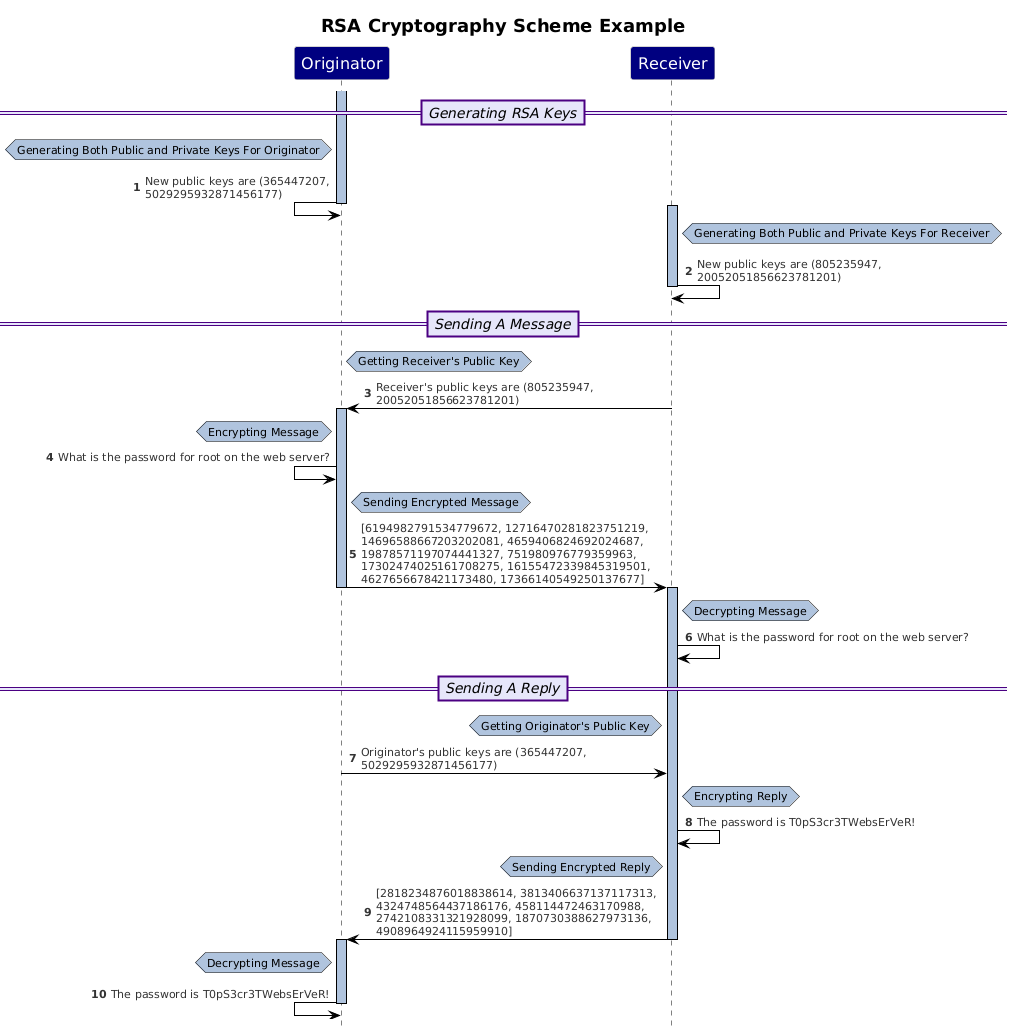 RSA Cryptography Scheme Example
Originator
Receiver
Generating RSA Keys
Generating Both Public and Private Keys For Originator
1 New public keys are (365447207,
5029295932871456177)
Generating Both Public and Private Keys For Receiver
2 New public keys are (805235947,
20052051856623781201)
Sending A Message
Getting Receiver's Public Key
3 Receiver's public keys are (805235947,
20052051856623781201)
Encrypting Message
4 What is the password for root on the web server?
Sending Encrypted Message
[6194982791534779672, 12716470281823751219,
14696588667203202081, 4659406824692024687,
5 19878571197074441327, 751980976779359963,
17302474025161708275, 16155472339845319501,
4627656678421173480, 17366140549250137677]
Decrypting Message
6 What is the password for root on the web server?
Sending A Reply
Getting Originator's Public Key
7 Originator's public keys are (365447207,
5029295932871456177)
Encrypting Reply
8 The password is T0pS3cr3TWebsErVeR!
Sending Encrypted Reply
[2818234876018838614, 3813406637137117313,
4324748564437186176, 458114472463170988,
9 2742108331321928099, 1870730388627973136,
4908964924115959910]
Decrypting Message
10 The password is T0pS3cr3TWebsErVeR!